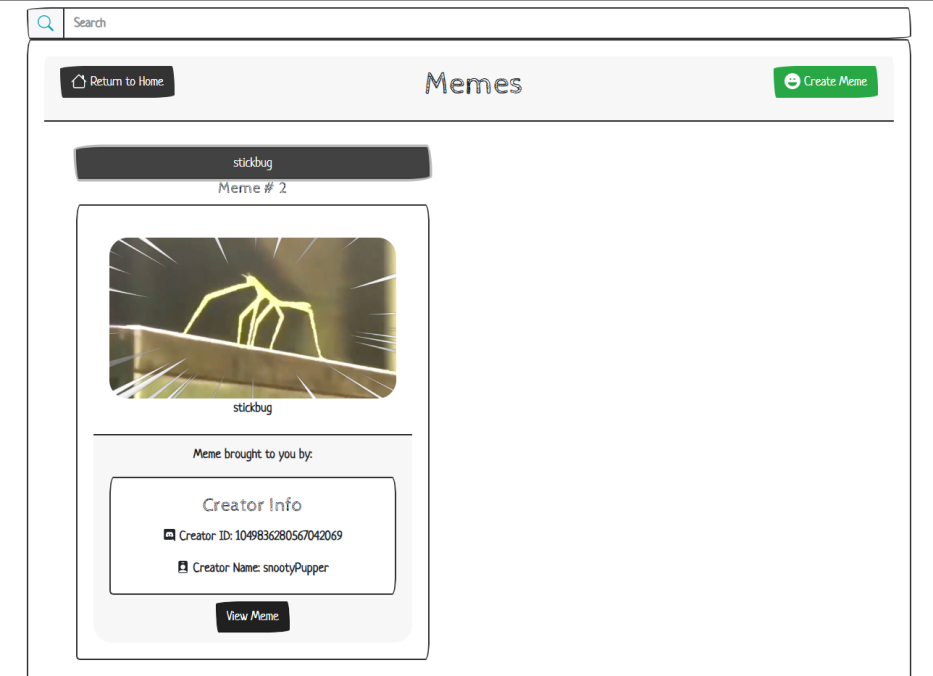 Search
Return to Home
Memes
Create Meme
stickbug
Meme # 2
stickbug
Meme brought to you by:
Creator Info
Creator ID: 1049836280567042069
Creator Name: snootyPupper
View Meme